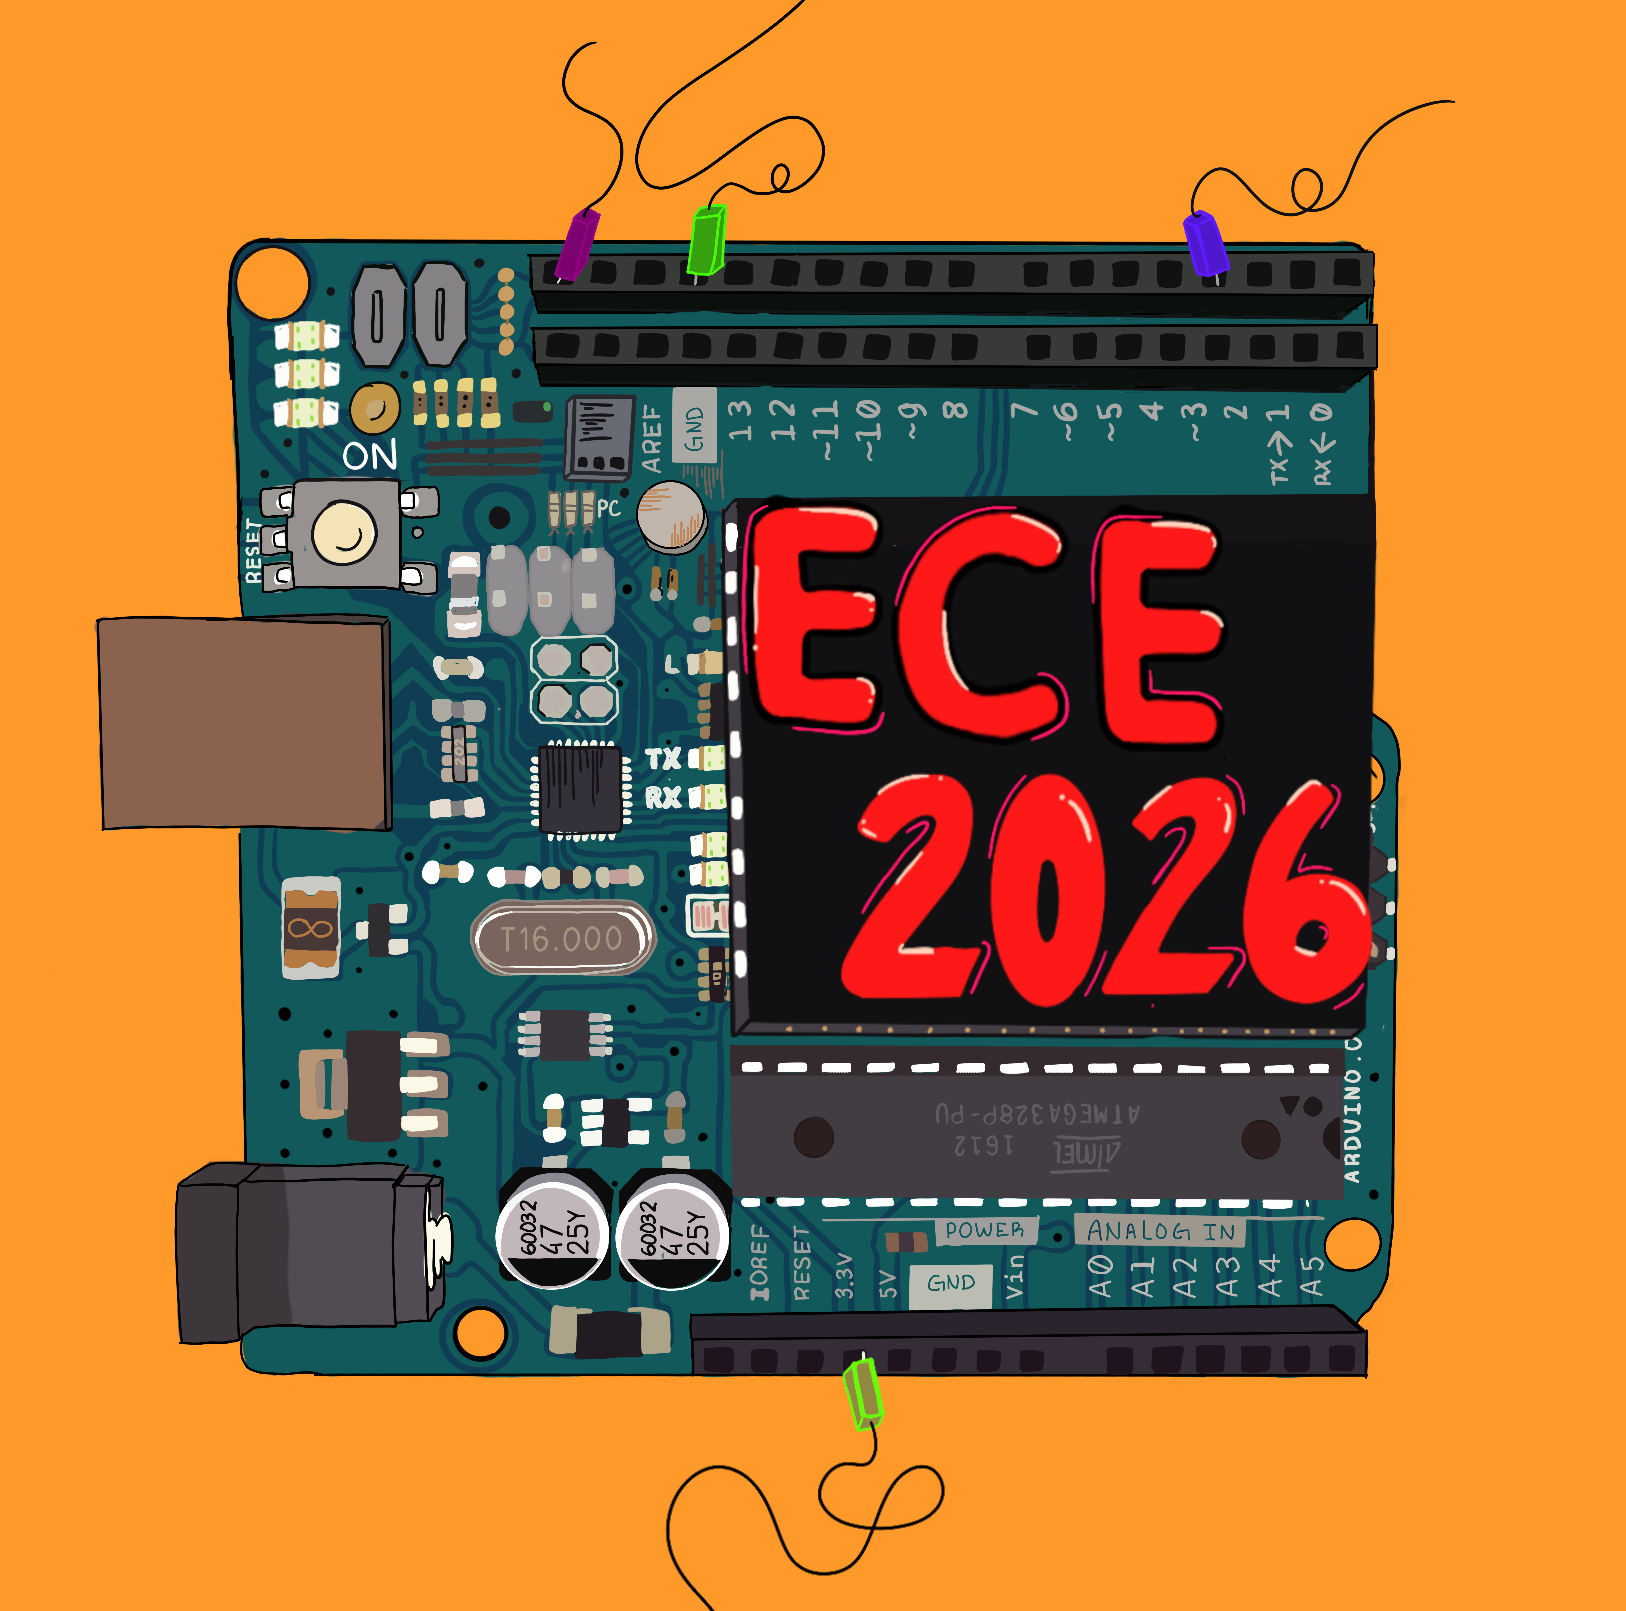 ON
RESET
PC
AREF
GND
13
12
~11
~10
~9
8
7
~6
~5
4
~3
2
TX→1
RX←0
ECE
2026
L
TX
RX
202
T16.000
ATMEGA328P-PU
1612
ATMEL
ARDUINO.C
60032
47
25Y
60032
47
25Y
POWER
ANALOG IN
IOREF
RESET
3.3V
5V
GND
Vin
A0
A1
A2
A3
A4
A5